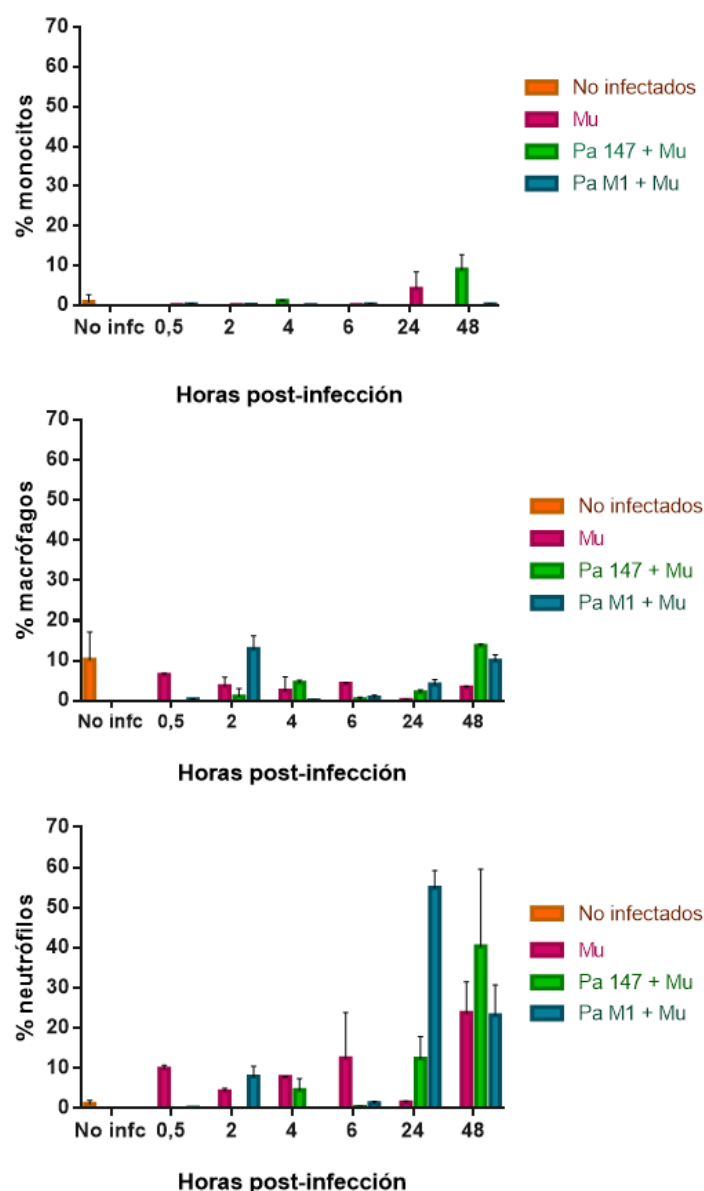 % monocitos
70
60
50
40
30
20
10
0
No infc 0,5 2 4 6 24 48
Horas post-infección
No infectados
Mu
Pa 147 + Mu
Pa M1 + Mu
% macrófagos
70
60
50
40
30
20
10
0
No infc 0,5 2 4 6 24 48
Horas post-infección
No infectados
Mu
Pa 147 + Mu
Pa M1 + Mu
% neutrófilos
70
60
50
40
30
20
10
0
No infc 0,5 2 4 6 24 48
Horas post-infección
No infectados
Mu
Pa 147 + Mu
Pa M1 + Mu